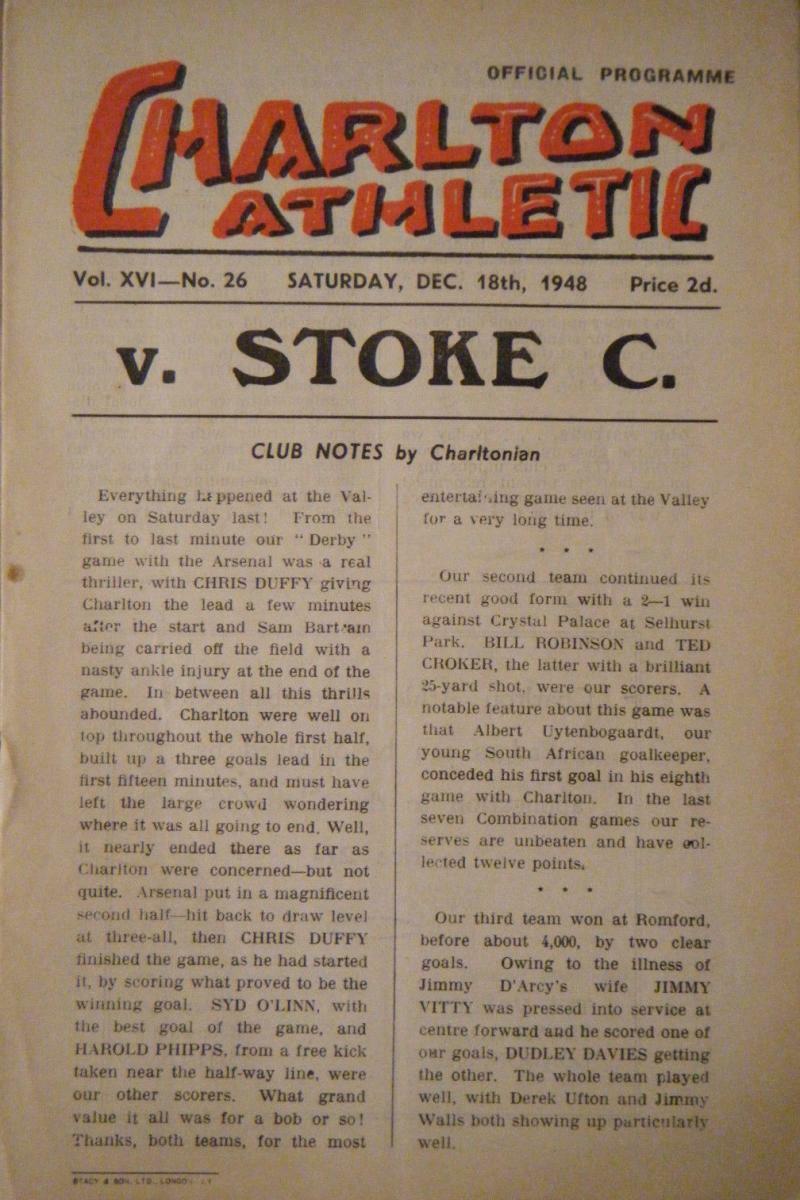 OFFICIAL PROGRAMME
CHARLTON
ATHLETIC
Vol. XVI—No. 26 SATURDAY, DEC. 18th, 1948 Price 2d.
v. STOKE C.
CLUB NOTES by Charltonian
Everything happened at the Val-
ley on Saturday last! From the
first to last minute our “ Derby ”
game with the Arsenal was a real
thriller, with CHRIS DUFFY giving
Charlton the lead a few minutes
after the start and Sam Bartram
being carried off the field with a
nasty ankle injury at the end of the
game. In between all this thrills
abounded. Charlton were well on
top throughout the whole first half,
built up a three goals lead in the
first fifteen minutes, and must have
left the large crowd wondering
where it was all going to end. Well,
it nearly ended there as far as
Charlton were concerned—but not
quite. Arsenal put in a magnificent
second half—hit back to draw level
at three-all, then CHRIS DUFFY
finished the game, as he had started
it, by scoring what proved to be the
winning goal. SYD O'LINN, with
the best goal of the game, and
HAROLD PHIPPS, from a free kick
taken near the half-way line, were
our other scorers. What grand
value it all was for a bob or so!
Thanks, both teams, for the most
entertaining game seen at the Valley
for a very long time.
* * *
Our second team continued its
recent good form with a 2—1 win
against Crystal Palace at Selhurst
Park. BILL ROBINSON and TED
CROKER, the latter with a brilliant
25-yard shot, were our scorers. A
notable feature about this game was
that Albert Uytenbogaardt, our
young South African goalkeeper,
conceded his first goal in his eighth
game with Charlton. In the last
seven Combination games our re-
serves are unbeaten and have col-
lected twelve points.
* * *
Our third team won at Romford,
before about 4,000, by two clear
goals. Owing to the illness of
Jimmy D'Arcy's wife JIMMY
VITTY was pressed into service at
centre forward and he scored one of
our goals, DUDLEY DAVIES getting
the other. The whole team played
well, with Derek Ufton and Jimmy
Walls both showing up particularly
well.
STACY & SON, LTD., LONDON